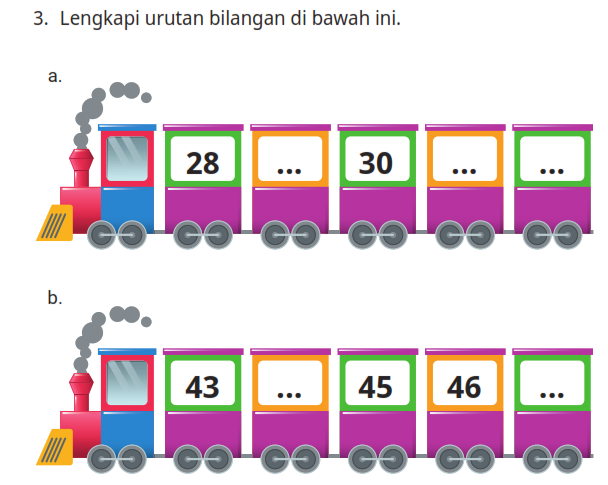 3. Lengkapi urutan bilangan di bawah ini.
a.
28 ... 30 ... ...
b.
43 ... 45 46 ...